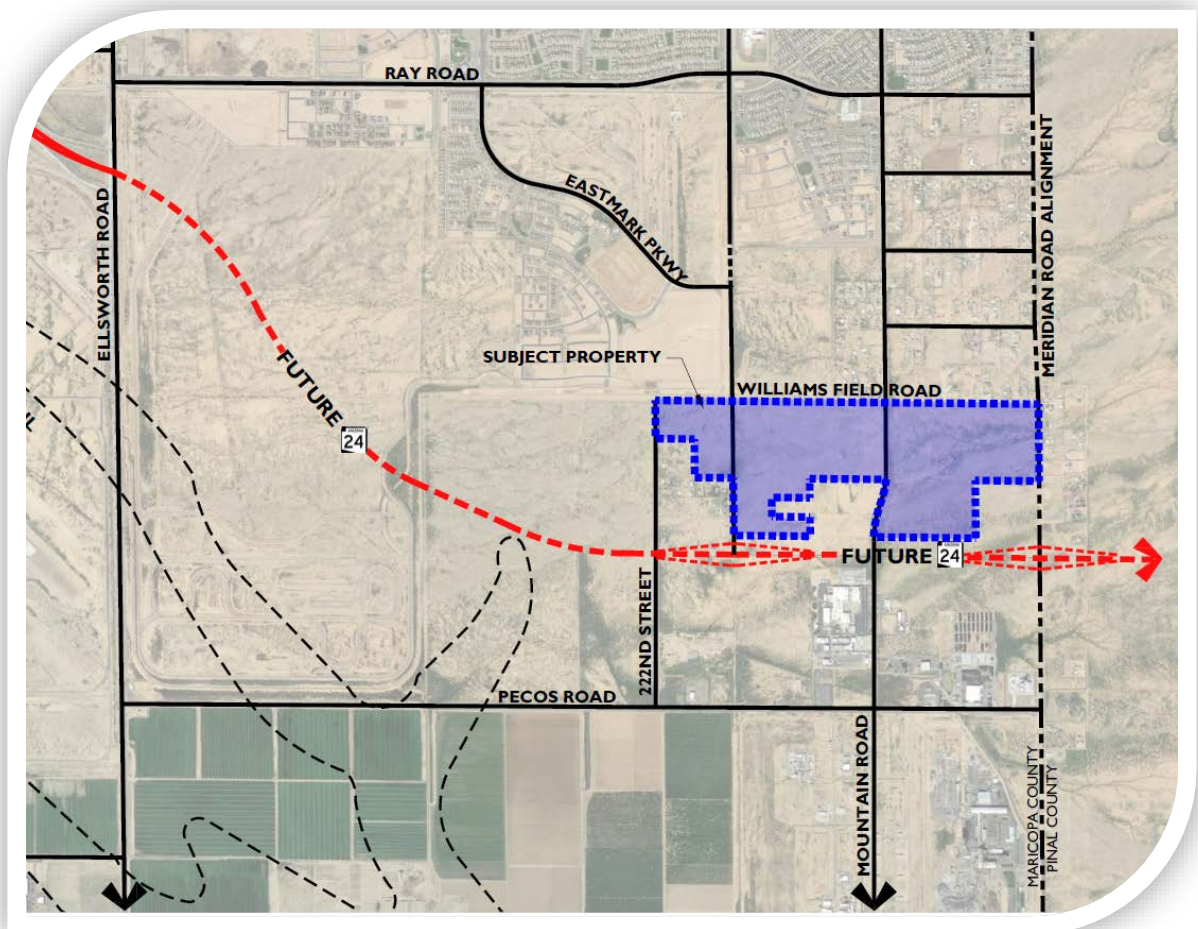 RAY ROAD
EASTMARK PKWY
ELLSWORTH ROAD
MERIDIAN ROAD ALIGNMENT
FUTURE
24
SUBJECT PROPERTY
WILLIAMS FIELD ROAD
FUTURE
24
222ND STREET
PECOS ROAD
MOUNTAIN ROAD
MARICOPA COUNTY
PINAL COUNTY